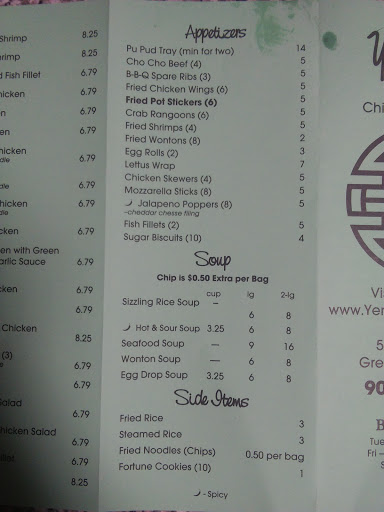 Shrimp 8.25
Shrimp 8.25
d Fish Fillet 6.79
hicken 6.79
en 6.79
en 6.79
hicken 6.79
dle
dle 6.79
hicken 6.79
dle
cken 6.79
en with Green
arlic Sauce 6.79
cken 6.79
Chicken 8.25
(3) 6.79
6.79
Salad 6.79
hicken Salad 6.79
6.79
8.25
Appetizers
Pu Pud Tray (min for two) 14
Cho Cho Beef (4) 5
B-B-Q Spare Ribs (3) 5
Fried Chicken Wings (6) 5
Fried Pot Stickers (6) 5
Crab Rangoons (6) 5
Fried Shrimps (4) 5
Fried Wontons (8) 2
Egg Rolls (2) 3
Lettus Wrap 7
Chicken Skewers (4) 5
Mozzarella Sticks (8) 5
Jalapeno Poppers (8) 5
-cheddar chesse filing
Fish Fillets (2) 5
Sugar Biscuits (10) 4
Soup
Chip is $0.50 Extra per Bag
cup lg 2-lg
Sizzling Rice Soup — 6 8
Hot & Sour Soup 3.25 6 8
Seafood Soup — 9 16
Wonton Soup — 6 8
Egg Drop Soup 3.25 6 8
Side Items
Fried Rice 3
Steamed Rice 3
Fried Noodles (Chips) 0.50 per bag
Fortune Cookies (10) 1
- Spicy
Chi
Vi
www.Yer
5
Gre
90
B
Tue
Fri –
S